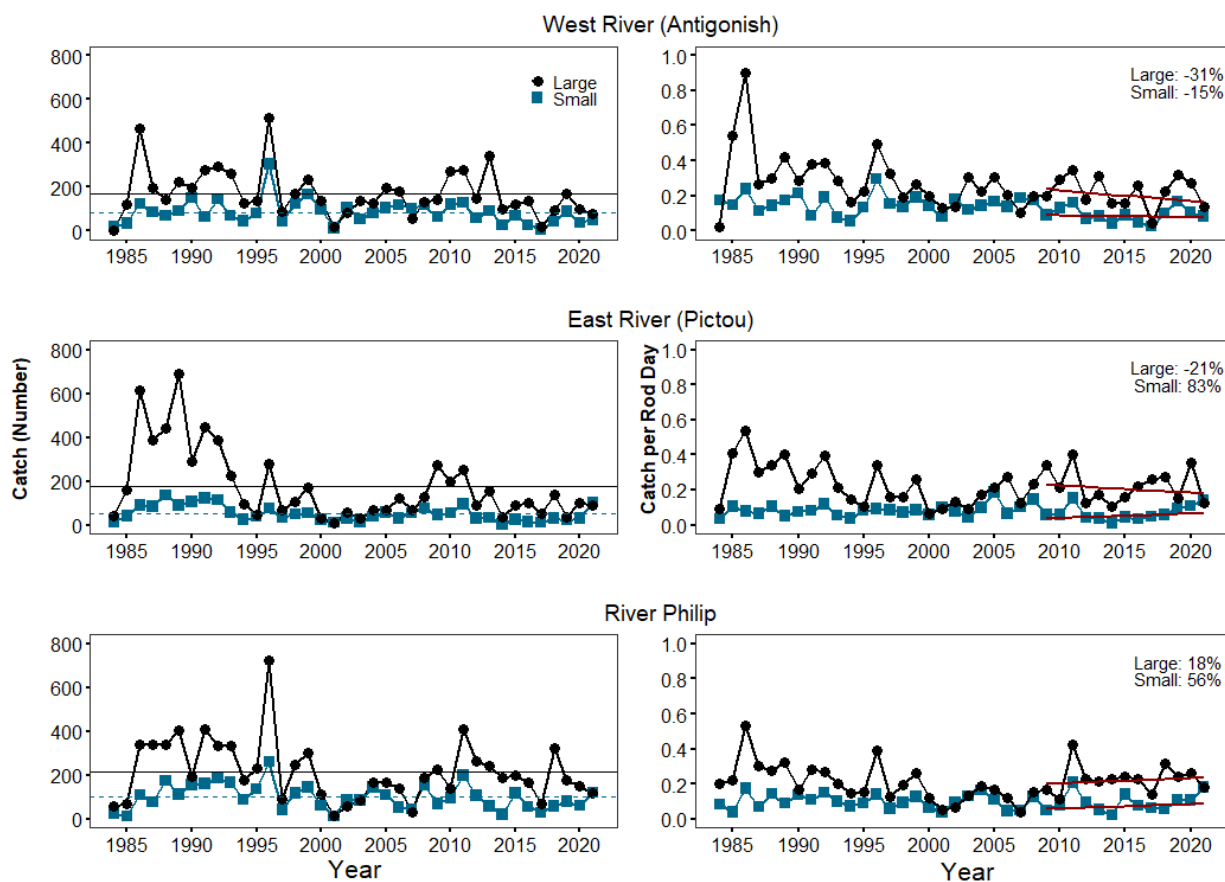 West River (Antigonish)
800
600
400
200
0
Large
Small
1985 1990 1995 2000 2005 2010 2015 2020
1.0
0.8
0.6
0.4
0.2
0.0
Large: -31%
Small: -15%
1985 1990 1995 2000 2005 2010 2015 2020
East River (Pictou)
Catch (Number)
800
600
400
200
0
1985 1990 1995 2000 2005 2010 2015 2020
Catch per Rod Day
1.0
0.8
0.6
0.4
0.2
0.0
Large: -21%
Small: 83%
1985 1990 1995 2000 2005 2010 2015 2020
River Philip
800
600
400
200
0
1985 1990 1995 2000 2005 2010 2015 2020
Year
1.0
0.8
0.6
0.4
0.2
0.0
Large: 18%
Small: 56%
1985 1990 1995 2000 2005 2010 2015 2020
Year